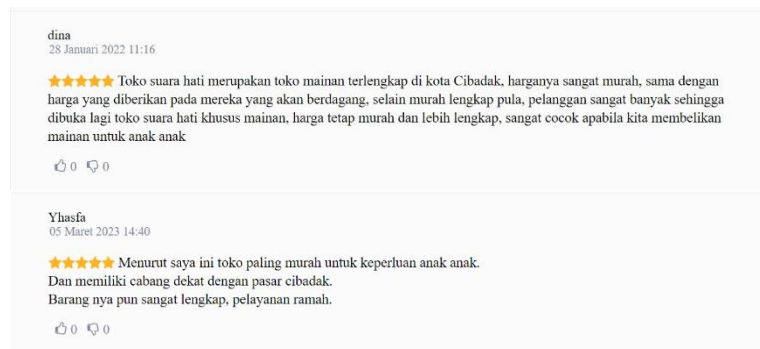 dina
28 Januari 2022 11:16
Toko suara hati merupakan toko mainan terlengkap di kota Cibadak, harganya sangat murah, sama dengan
harga yang diberikan pada mereka yang akan berdagang, selain murah lengkap pula, pelanggan sangat banyak sehingga
dibuka lagi toko suara hati khusus mainan, harga tetap murah dan lebih lengkap, sangat cocok apabila kita membelikan
mainan untuk anak anak
0 0
Yhasfa
05 Maret 2023 14:40
Menurut saya ini toko paling murah untuk keperluan anak anak.
Dan memiliki cabang dekat dengan pasar cibadak.
Barang nya pun sangat lengkap, pelayanan ramah.
0 0